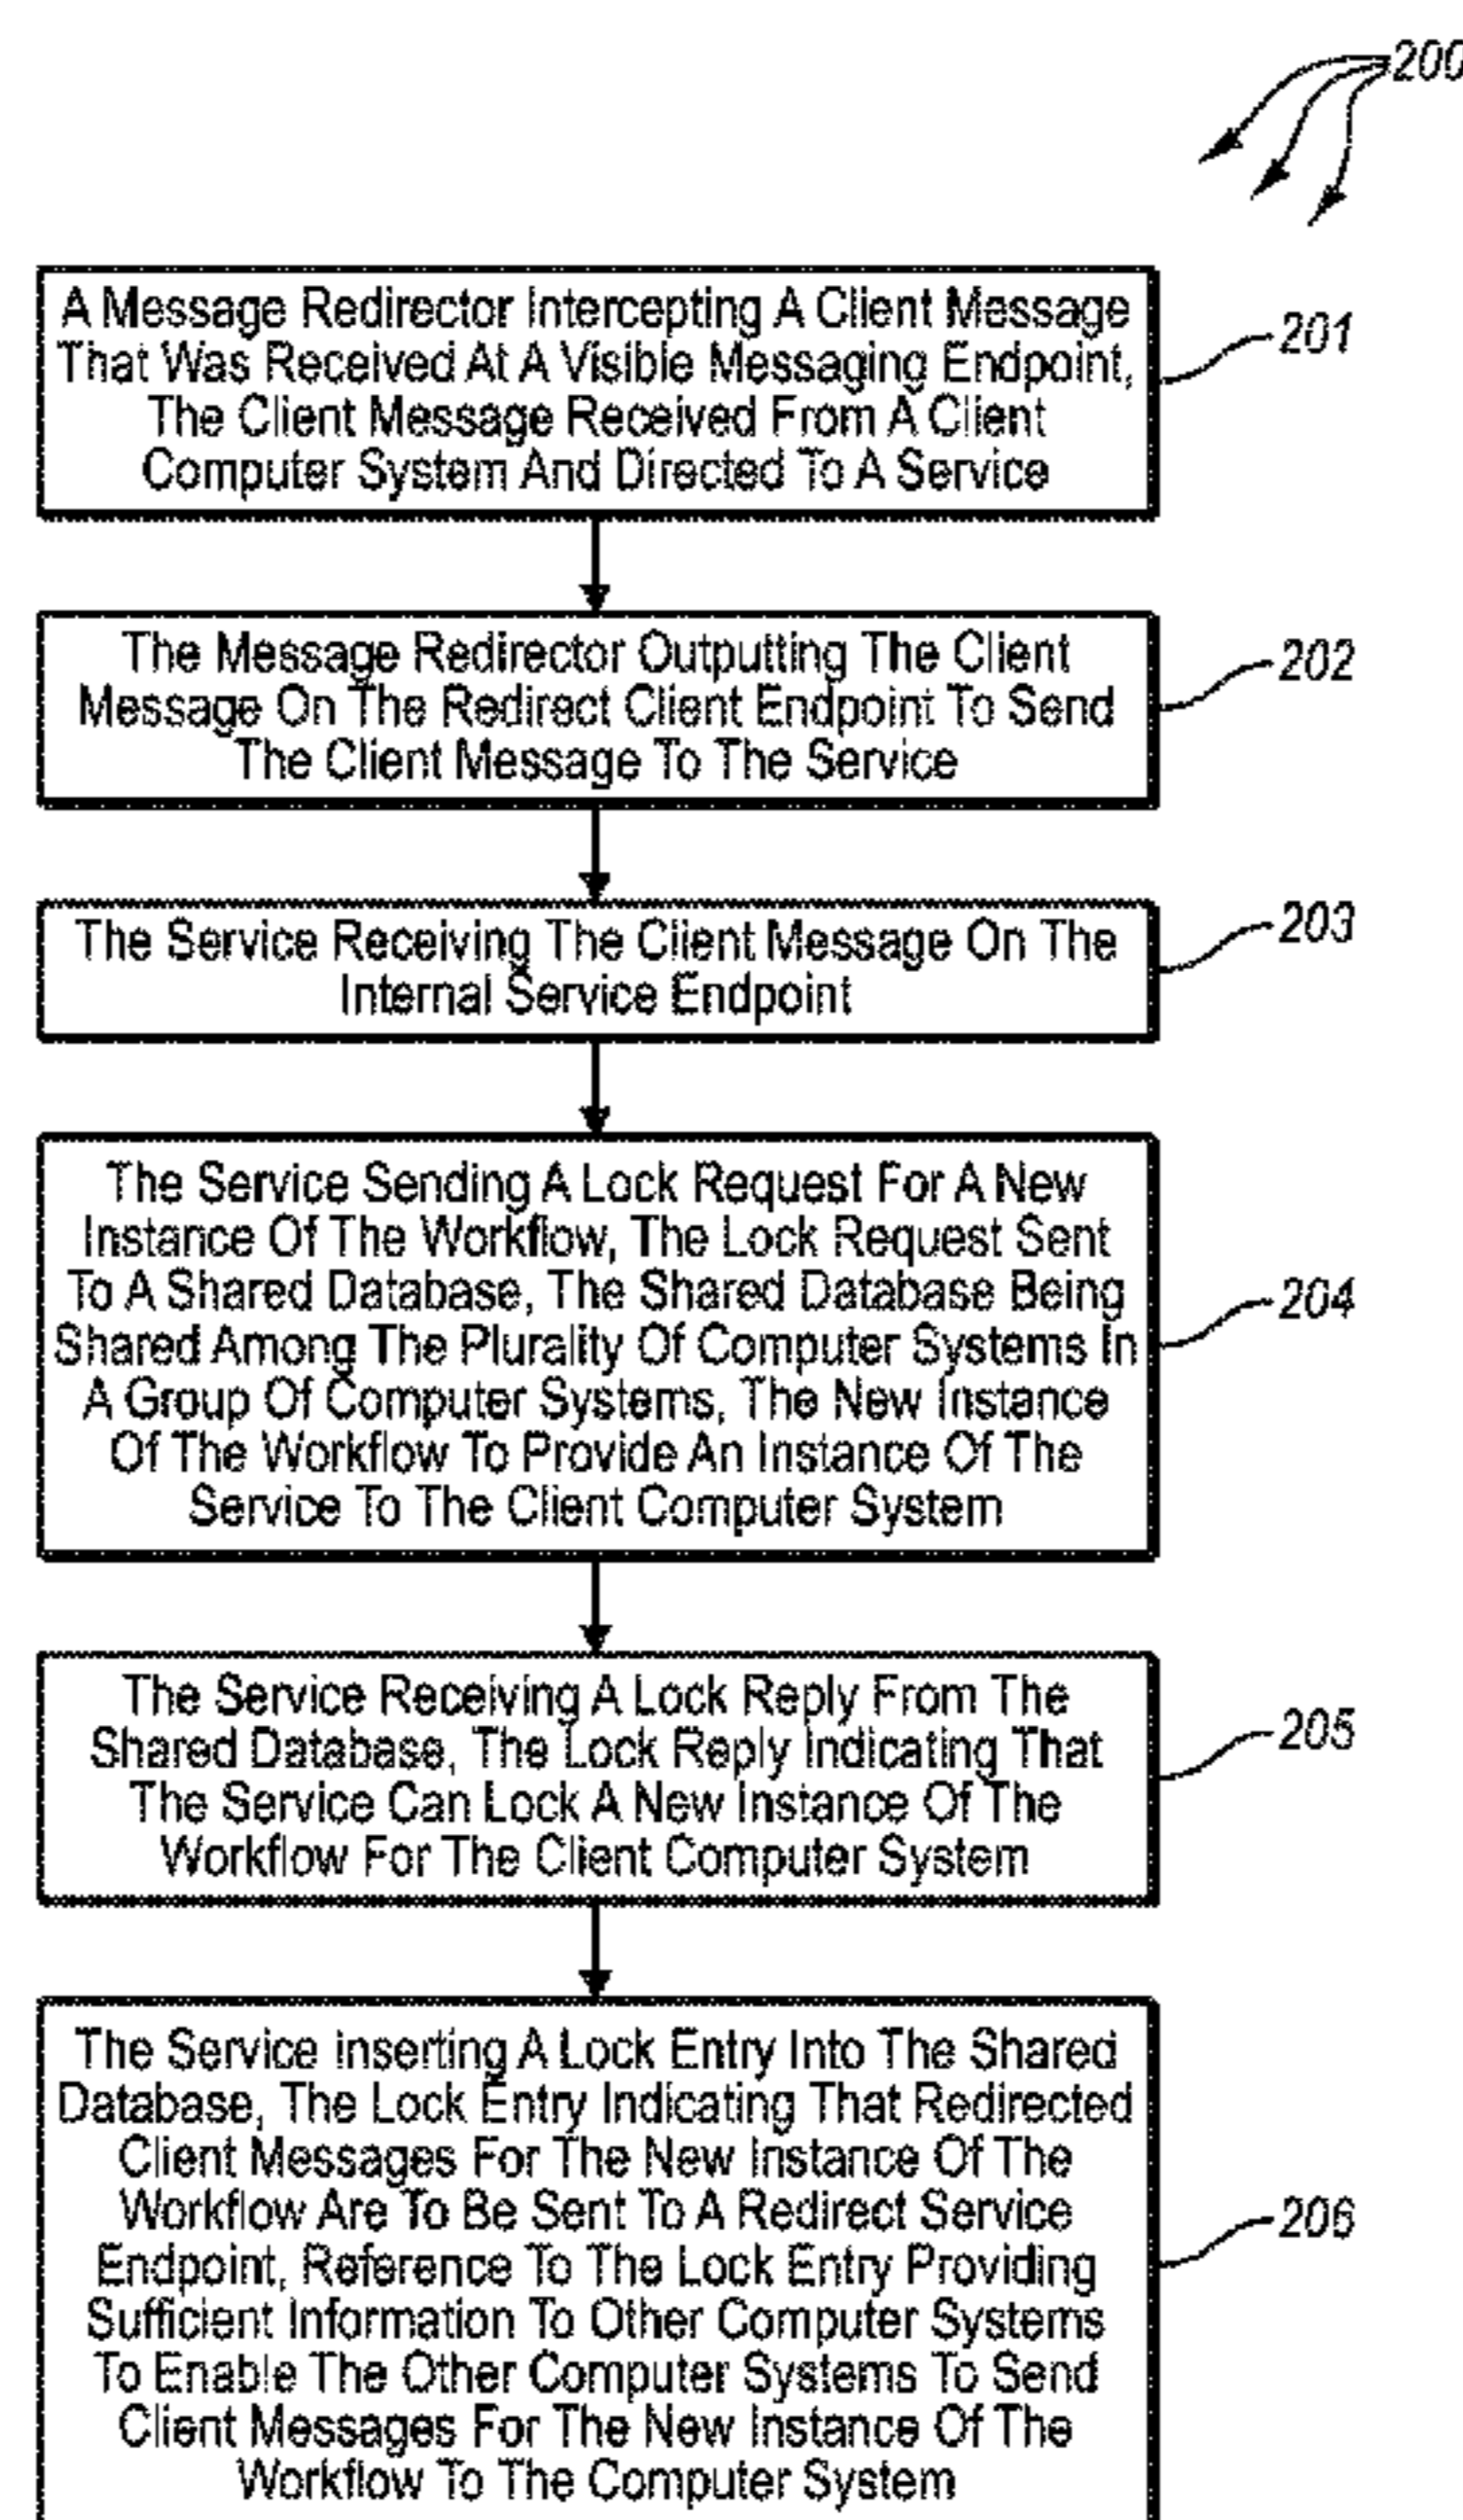 200
A Message Redirector Intercepting A Client Message
That Was Received At A Visible Messaging Endpoint,
The Client Message Received From A Client
Computer System And Directed To A Service
201
The Message Redirector Outputting The Client
Message On The Redirect Client Endpoint To Send
The Client Message To The Service
202
The Service Receiving The Client Message On The
Internal Service Endpoint
203
The Service Sending A Lock Request For A New
Instance Of The Workflow, The Lock Request Sent
To A Shared Database, The Shared Database Being
Shared Among The Plurality Of Computer Systems In
A Group Of Computer Systems, The New Instance
Of The Workflow To Provide An Instance Of The
Service To The Client Computer System
204
The Service Receiving A Lock Reply From The
Shared Database, The Lock Reply Indicating That
The Service Can Lock A New Instance Of The
Workflow For The Client Computer System
205
The Service Inserting A Lock Entry Into The Shared
Database, The Lock Entry Indicating That Redirected
Client Messages For The New Instance Of The
Workflow Are To Be Sent To A Redirect Service
Endpoint, Reference To The Lock Entry Providing
Sufficient Information To Other Computer Systems
To Enable The Other Computer Systems To Send
Client Messages For The New Instance Of The
Workflow To The Computer System
206